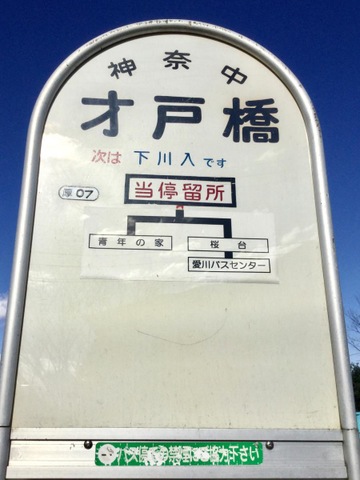 神奈中
才戸橋
次は 下川入 です
厚07
当停留所
青年の家
桜台
愛川バスセンター